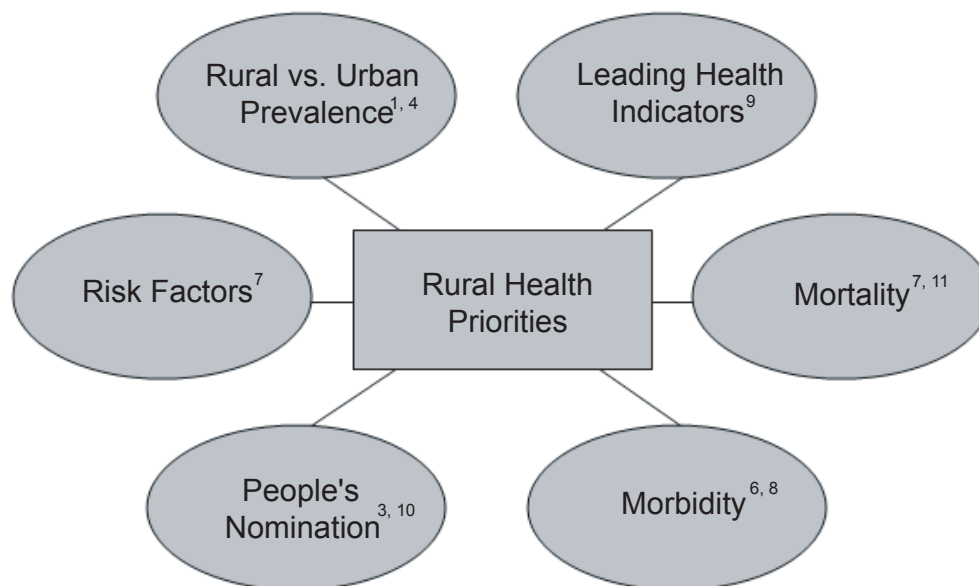 Rural vs. Urban
Prevalence1, 4
Leading Health
Indicators9
Risk Factors7
Rural Health
Priorities
Mortality7, 11
People's
Nomination3, 10
Morbidity6, 8